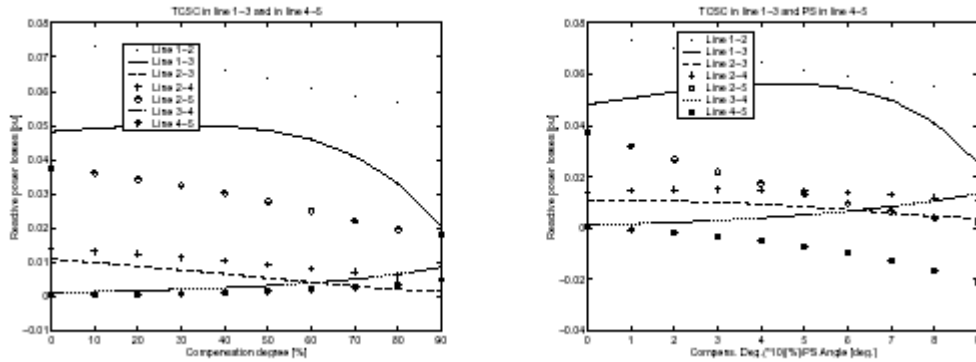 TCSC in line 1-3 and in line 4-5
0.08
0.07
0.06
0.05
0.04
0.03
0.02
0.01
0
-0.01
Reactive power losses [pu]
Line 1-2
Line 1-3
Line 2-3
Line 2-4
Line 2-5
Line 3-4
Line 4-5
0 10 20 30 40 50 60 70 80 90
Compensation degree [%]
TCSC in line 1-3 and PS in line 4-5
0.08
0.06
0.04
0.02
0
-0.02
-0.04
Reactive power losses [pu]
Line 1-2
Line 1-3
Line 2-3
Line 2-4
Line 2-5
Line 3-4
Line 4-5
0 1 2 3 4 5 6 7 8
Compens. Deg.(*10)[%]/PS Angle [deg.]